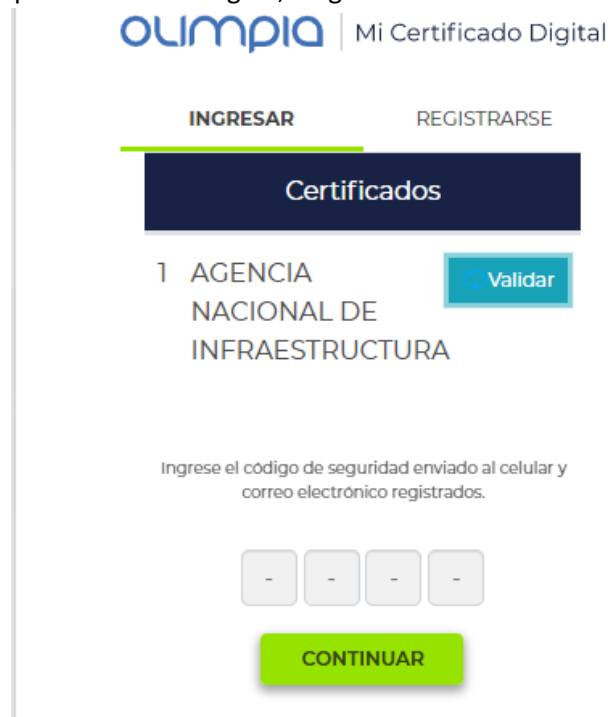 OLIMPIA | Mi Certificado Digital
INGRESAR REGISTRARSE
Certificados
1 AGENCIA Validar
NACIONAL DE
INFRAESTRUCTURA
Ingrese el código de seguridad enviado al celular y
correo electrónico registrados.
- - - -
CONTINUAR